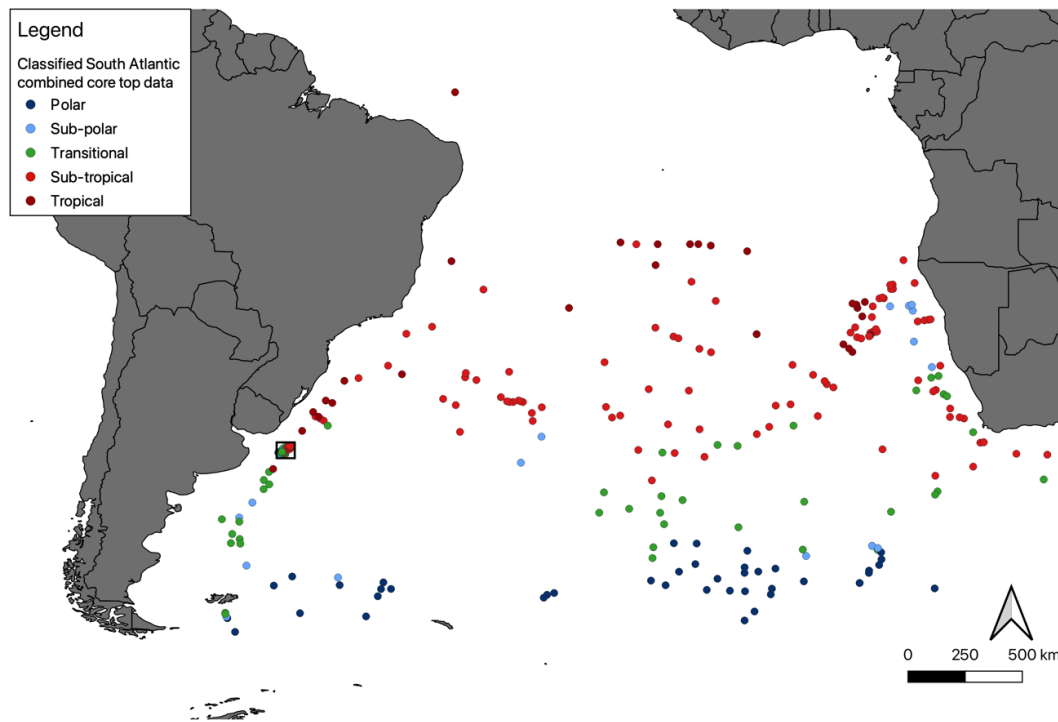 Legend
Classified South Atlantic
combined core top data
Polar
Sub-polar
Transitional
Sub-tropical
Tropical
0 250 500 km